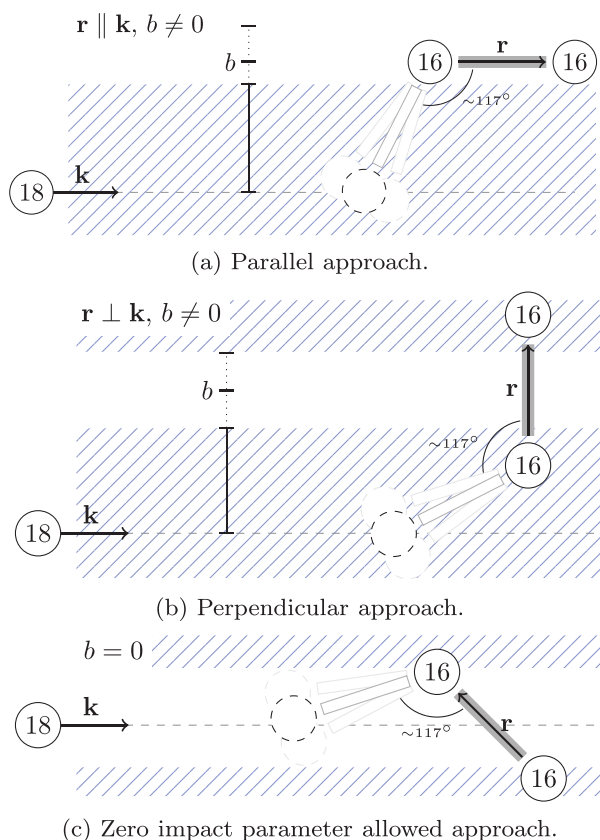 r ∥ k, b ≠ 0
b
16 r 16
~117°
k
18
(a) Parallel approach.
r ⊥ k, b ≠ 0
16
b
r
~117°
16
k
18
(b) Perpendicular approach.
b = 0
16
k
18
r
~117°
16
(c) Zero impact parameter allowed approach.